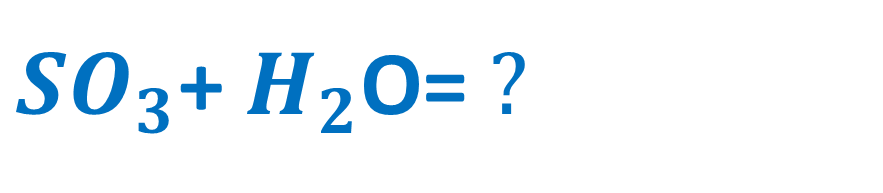 SO₃+ H₂O= ?